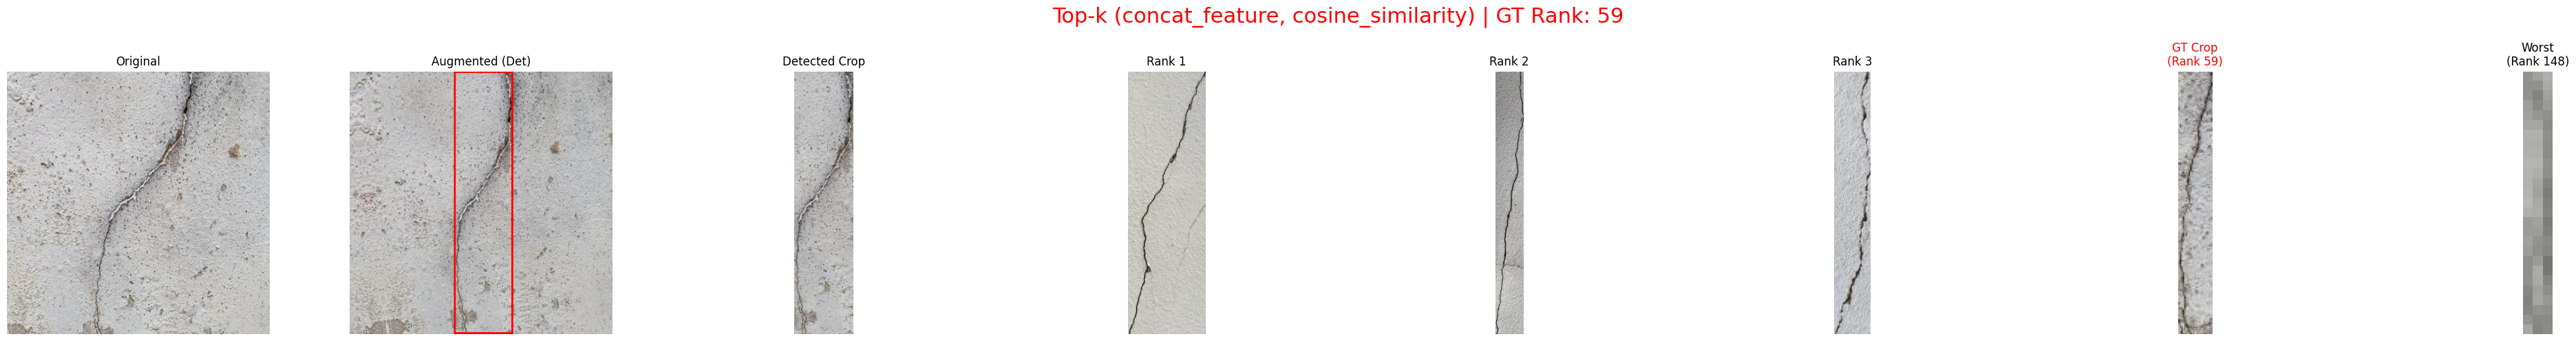 Top-k (concat_feature, cosine_similarity) | GT Rank: 59
Original
Augmented (Det)
Detected Crop
Rank 1
Rank 2
Rank 3
GT Crop
(Rank 59)
Worst
(Rank 148)